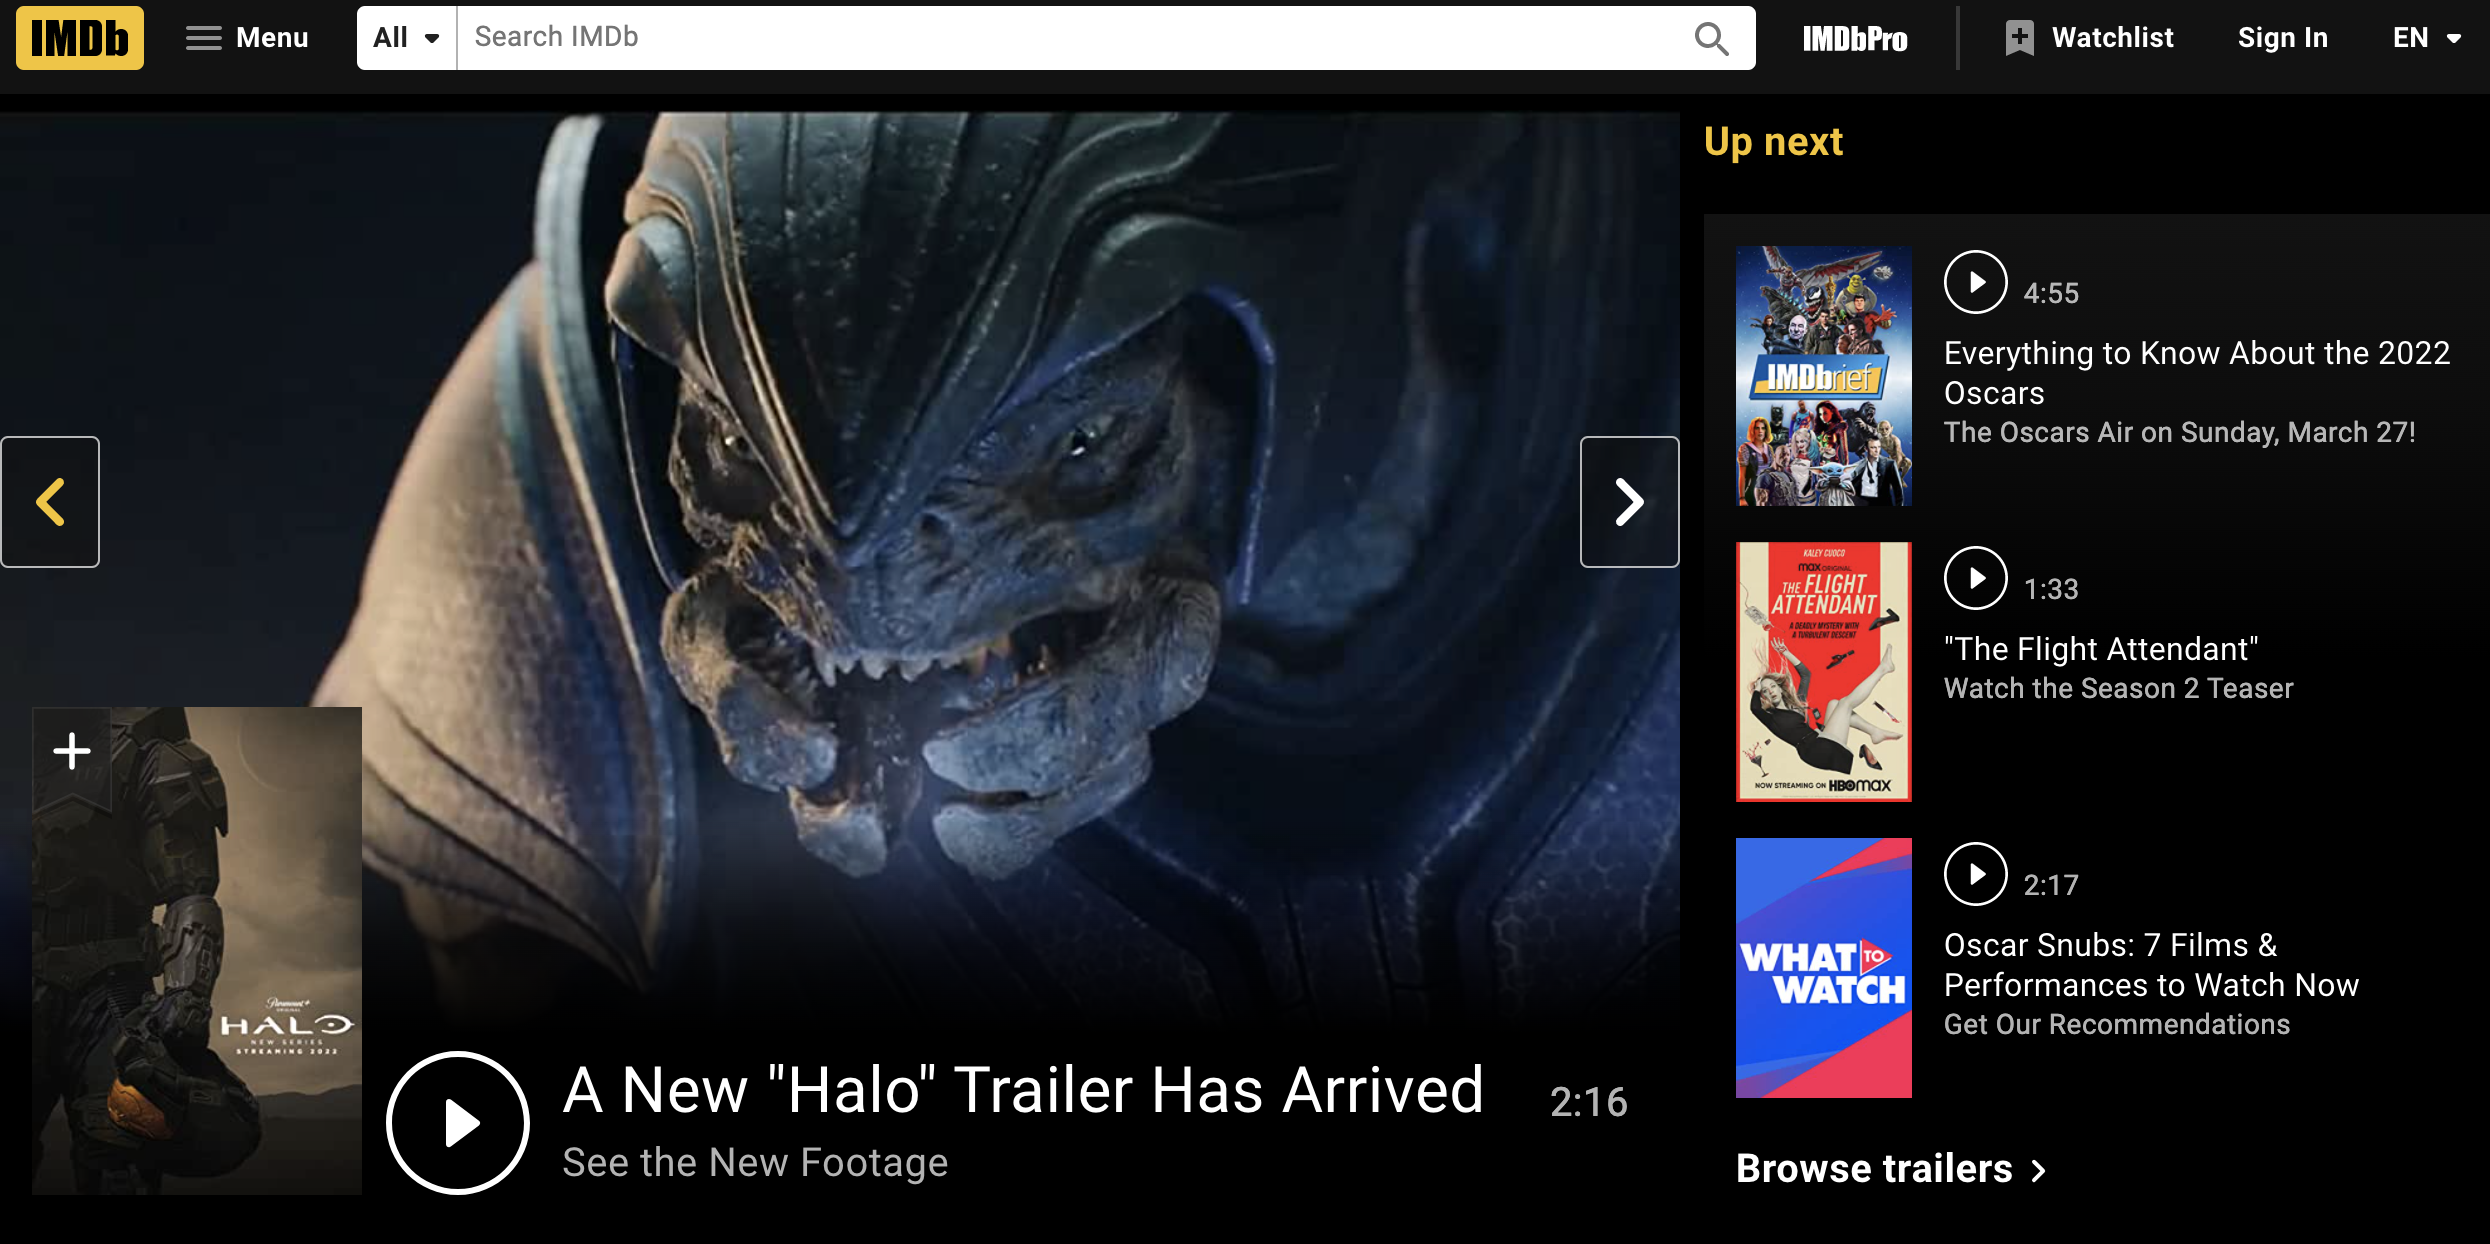 IMDb
Menu
All
Search IMDb
IMDbPro
Watchlist
Sign In
EN
Up next
IMDbrief
4:55
Everything to Know About the 2022
Oscars
The Oscars Air on Sunday, March 27!
KALEY CUOCO
max ORIGINAL
THE FLIGHT
ATTENDANT
A DEADLY MYSTERY WITH
A TURBULENT DESCENT
NOW STREAMING ON HBOmax
1:33
"The Flight Attendant"
Watch the Season 2 Teaser
WHAT TO
WATCH
2:17
Oscar Snubs: 7 Films &
Performances to Watch Now
Get Our Recommendations
Browse trailers
117
Paramount+
ORIGINAL
HALO
NEW SERIES
STREAMING 2022
A New "Halo" Trailer Has Arrived
2:16
See the New Footage